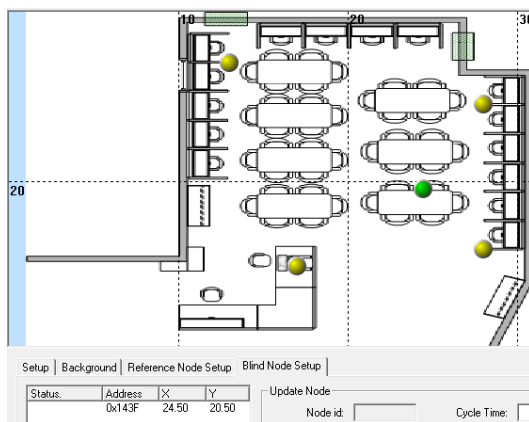 10 20 30
20
Setup Background Reference Node Setup Blind Node Setup
Status. Address X Y Update Node
0x143F 24.50 20.50 Node id: Cycle Time: